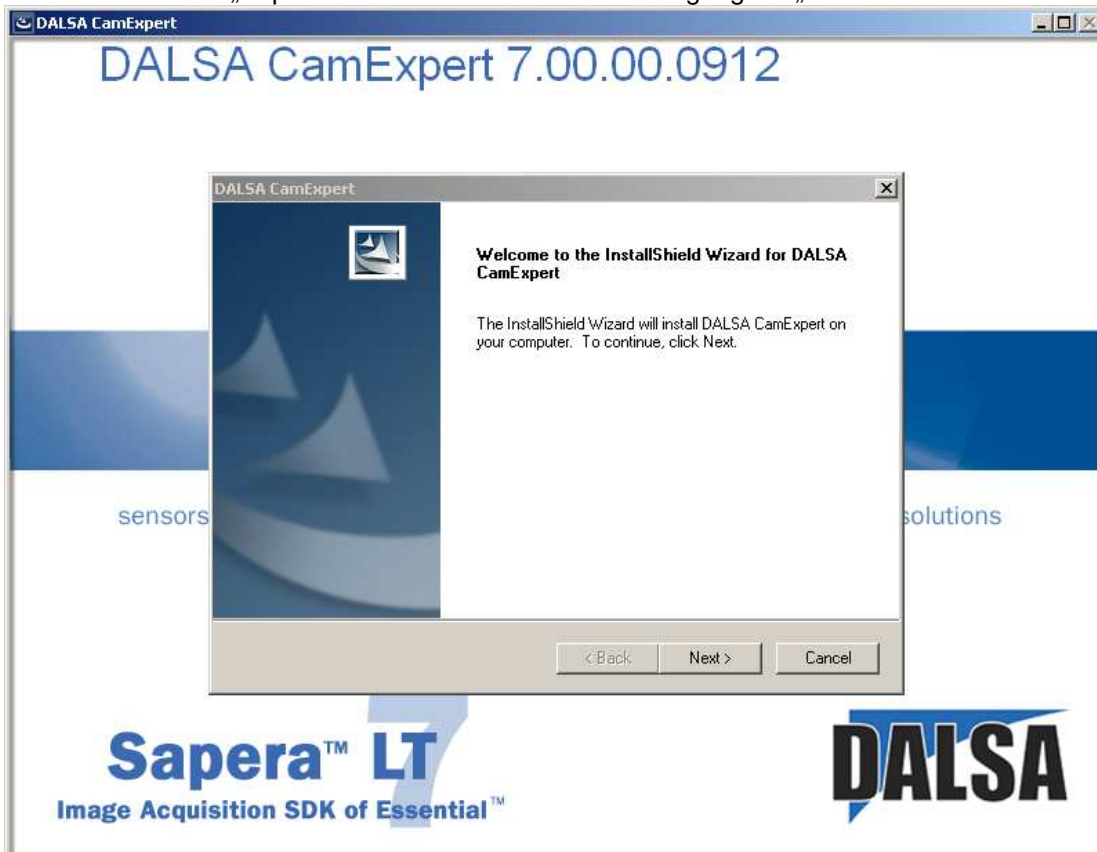 DALSA CamExpert
DALSA CamExpert 7.00.00.0912
DALSA CamExpert
Welcome to the InstallShield Wizard for DALSA
CamExpert
The InstallShield Wizard will install DALSA CamExpert on
your computer. To continue, click Next.
sensors
solutions
< Back
Next >
Cancel
7
Sapera™ LT
Image Acquisition SDK of Essential™
DALSA